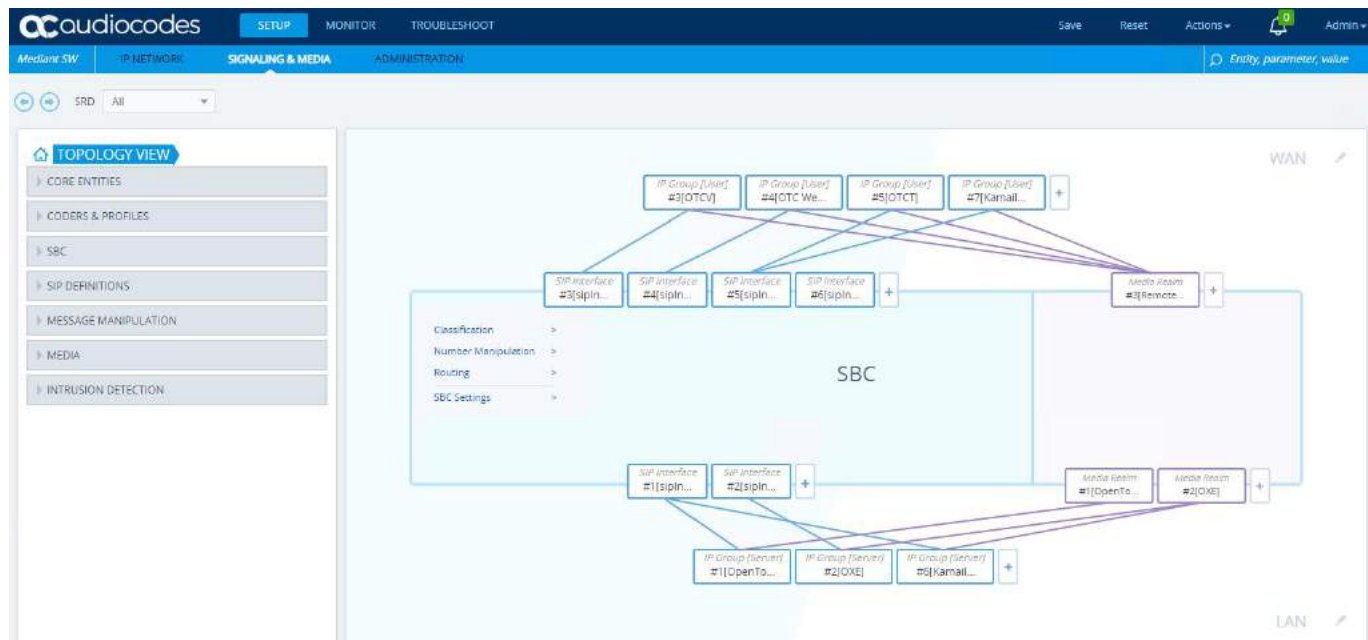 audiocodes SETUP MONITOR TROUBLESHOOT Save Reset Actions 0 Admin
Mediant SW IP NETWORK SIGNALING & MEDIA ADMINISTRATION Entity, parameter, value
SRD All
TOPOLOGY VIEW
CORE ENTITIES
CODERS & PROFILES
SBC
SIP DEFINITIONS
MESSAGE MANIPULATION
MEDIA
INTRUSION DETECTION
WAN
IP Group [User] IP Group [User] IP Group [User] IP Group [User]
#3[OTCV] #4[OTC We... #5[OTCT] #7[Kamail... +
SIP Interface SIP Interface SIP Interface SIP Interface Media Realm
#3[sipIn... #4[sipIn... #5[sipIn... #6[sipIn... + #3[Remote... +
Classification >
Number Manipulation >
Routing >
SBC Settings >
SBC
SIP Interface SIP Interface Media Realm Media Realm
#1[sipIn... #2[sipIn... + #1[OpenTo... #2[OXE] +
IP Group [Server] IP Group [Server] IP Group [Server]
#1[OpenTo... #2[OXE] #6[Kamail... +
LAN